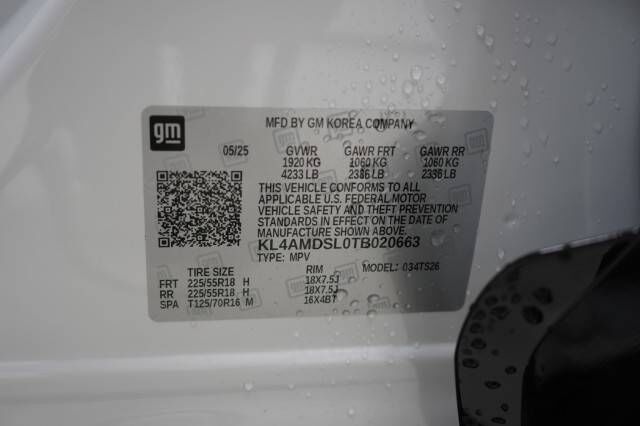 gm
MFD BY GM KOREA COMPANY
05/25 GVWR GAWR FRT GAWR RR
1920 KG 1060 KG 1060 KG
4233 LB 2336 LB 2336 LB
THIS VEHICLE CONFORMS TO ALL
APPLICABLE U.S. FEDERAL MOTOR
VEHICLE SAFETY AND THEFT PREVENTION
STANDARDS IN EFFECT ON THE DATE OF
MANUFACTURE SHOWN ABOVE.
KL4AMDSL0TB020663
TYPE: MPV MODEL: 034TS26
TIRE SIZE RIM
FRT 225/55R18 H 18X7.5J
RR 225/55R18 H 18X7.5J
SPA T125/70R16 M 16X4BT